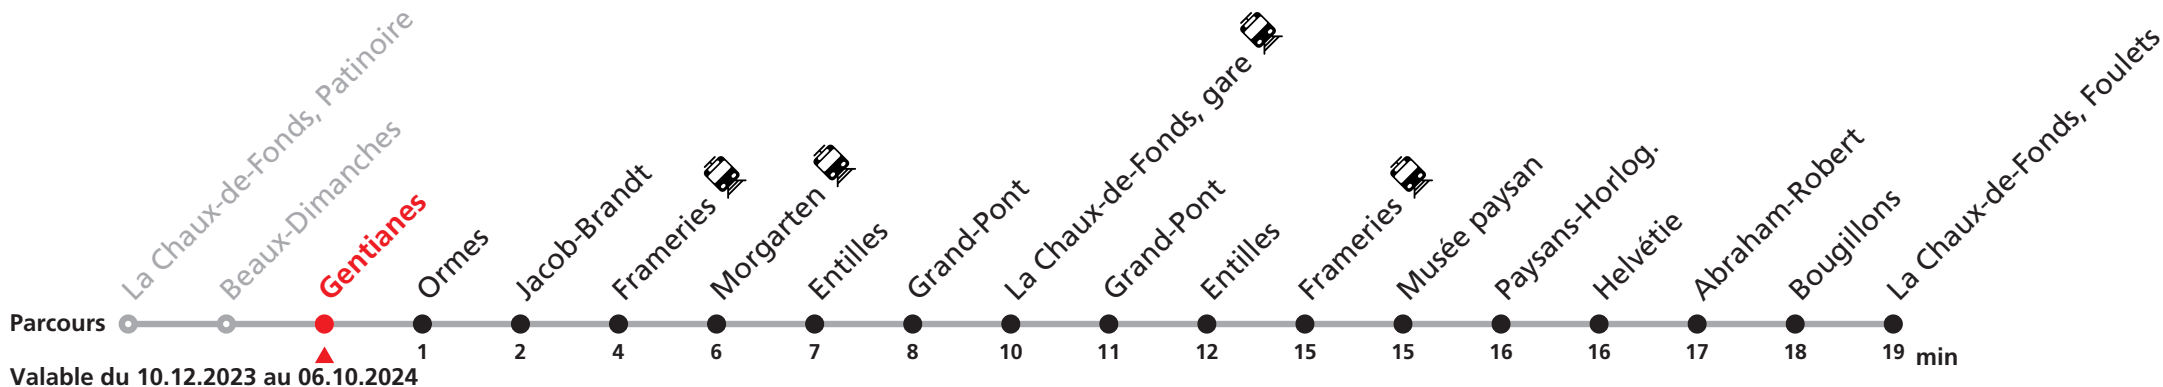 La Chaux-de-Fonds, Patinoire
Beaux-Dimanches
Gentianes
Ormes
Jacob-Brandt
Frameries
Morgarten
Entilles
Grand-Pont
La Chaux-de-Fonds, gare
Grand-Pont
Entilles
Frameries
Musée paysan
Paysans-Horlog.
Helvétie
Abraham-Robert
Bougillons
La Chaux-de-Fonds, Foulets
Parcours
1 2 4 6 7 8 10 11 12 15 15 16 16 17 18 19 min
Valable du 10.12.2023 au 06.10.2024